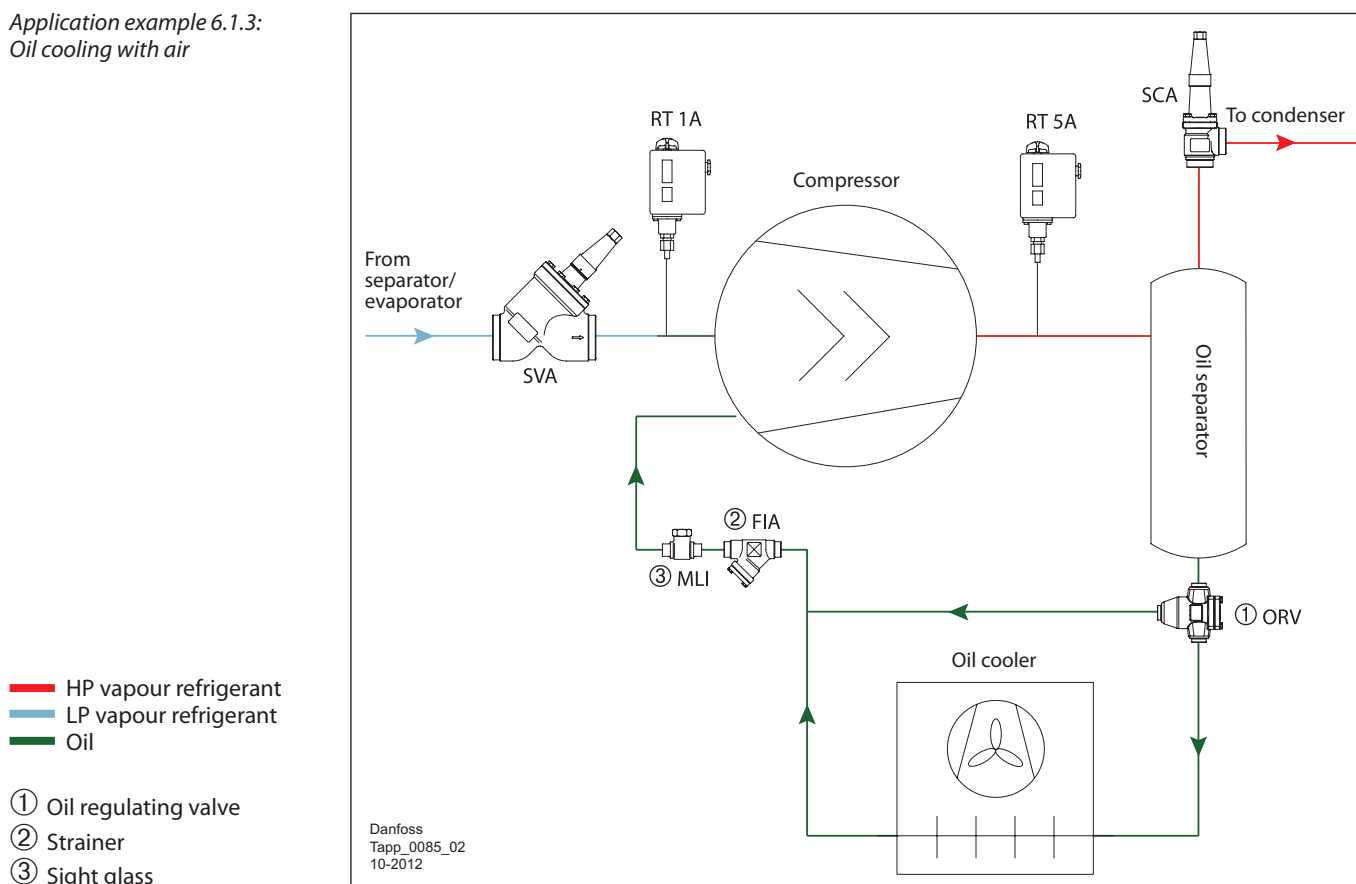 Application example 6.1.3:
Oil cooling with air
SCA
To condenser
RT 1A
RT 5A
Compressor
From
separator/
evaporator
SVA
Oil separator
② FIA
③ MLI
① ORV
Oil cooler
HP vapour refrigerant
LP vapour refrigerant
Oil
① Oil regulating valve
② Strainer
③ Sight glass
Danfoss
Tapp_0085_02
10-2012